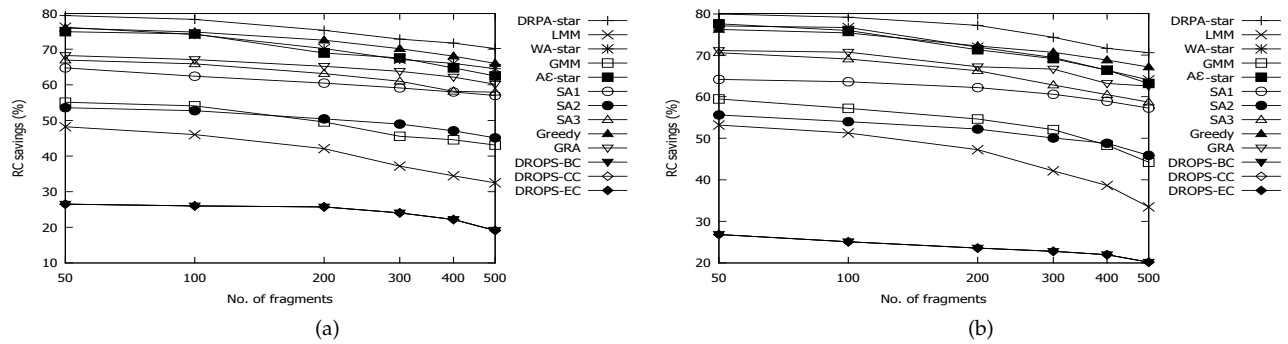 80
70
60
50
40
30
20
10
50
100
200
300
400
500
RC savings (%)
No. of fragments
DRPA-star
LMM
WA-star
GMM
Aε-star
SA1
SA2
SA3
Greedy
GRA
DROPS-BC
DROPS-CC
DROPS-EC
(a)
80
70
60
50
40
30
20
50
100
200
300
400
500
RC savings (%)
No. of fragments
DRPA-star
LMM
WA-star
GMM
Aε-star
SA1
SA2
SA3
Greedy
GRA
DROPS-BC
DROPS-CC
DROPS-EC
(b)